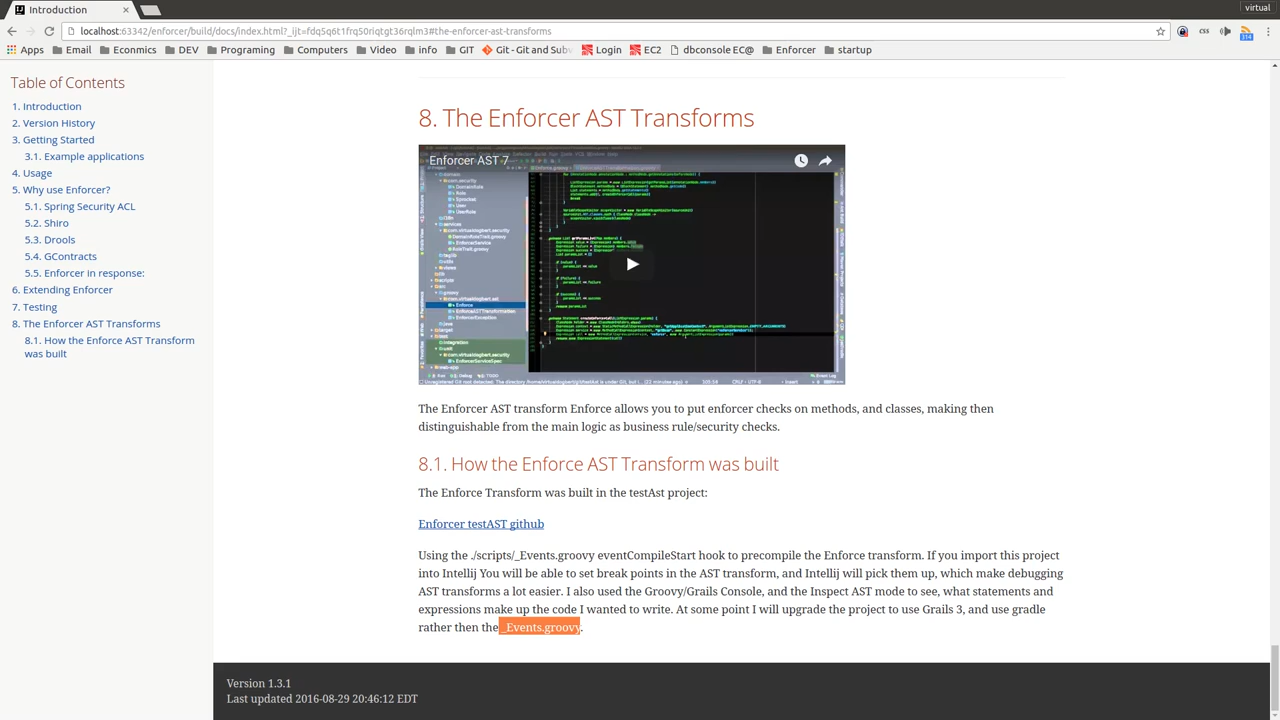 Introduction
virtual
localhost:63342/enforcer/build/docs/index.html?_ijt=fdq5q6t1frq50riqtgt36rqlm3#the-enforcer-ast-transforms
Apps Email Econmics DEV Programing Computers Video info GIT Git - Git and Subv Login EC2 dbconsole EC@ Enforcer startup
css
314
Table of Contents
1. Introduction
2. Version History
3. Getting Started
3.1. Example applications
4. Usage
5. Why use Enforcer?
5.1. Spring Security ACL
5.2. Shiro
5.3. Drools
5.4. GContracts
5.5. Enforcer in response:
6. Extending Enforcer
7. Testing
8. The Enforcer AST Transforms
8.1. How the Enforce AST Transform
was built
8. The Enforcer AST Transforms
Enforcer AST 7
The Enforcer AST transform Enforce allows you to put enforcer checks on methods, and classes, making then
distinguishable from the main logic as business rule/security checks.
8.1. How the Enforce AST Transform was built
The Enforce Transform was built in the testAst project:
Enforcer testAST github
Using the ./scripts/_Events.groovy eventCompileStart hook to precompile the Enforce transform. If you import this project
into Intellij You will be able to set break points in the AST transform, and Intellij will pick them up, which make debugging
AST transforms a lot easier. I also used the Groovy/Grails Console, and the Inspect AST mode to see, what statements and
expressions make up the code I wanted to write. At some point I will upgrade the project to use Grails 3, and use gradle
rather then the _Events.groovy.
Version 1.3.1
Last updated 2016-08-29 20:46:12 EDT